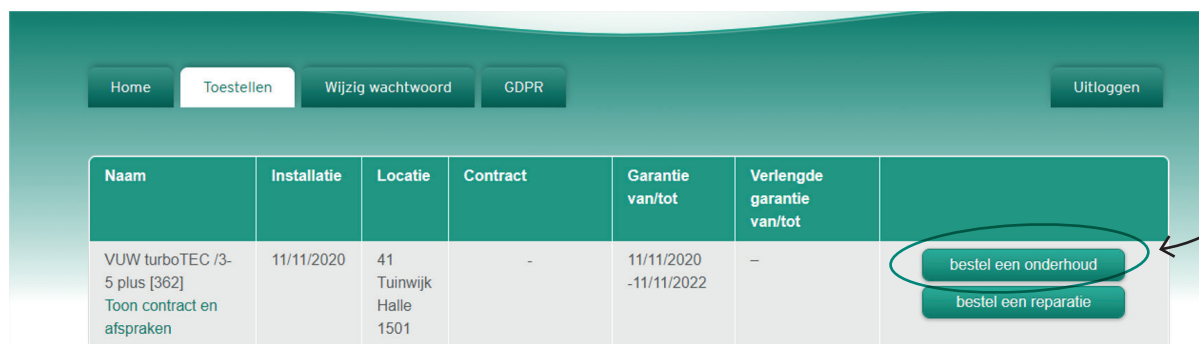 Home Toestellen Wijzig wachtwoord GDPR Uitloggen
Naam Installatie Locatie Contract Garantie Verlengde
van/tot garantie
van/tot
VUW turboTEC /3- 11/11/2020 41 - 11/11/2020 – bestel een onderhoud
5 plus [362] Tuinwijk -11/11/2022
Toon contract en Halle bestel een reparatie
afspraken 1501